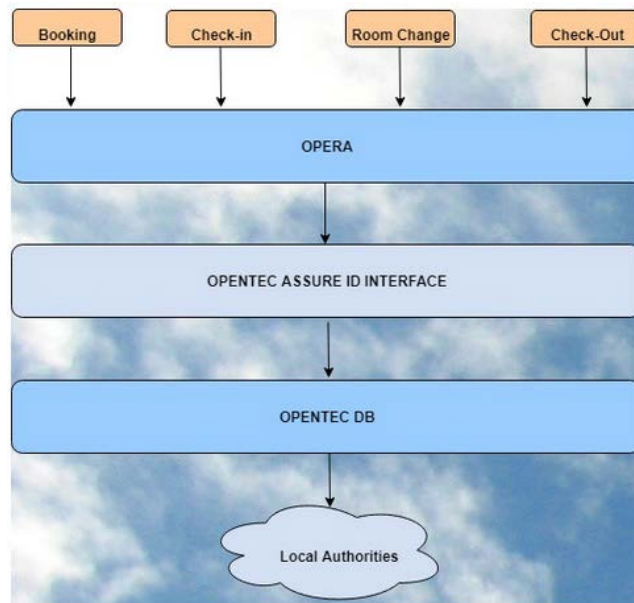 Booking
Check-in
Room Change
Check-Out
OPERA
OPENTEC ASSURE ID INTERFACE
OPENTEC DB
Local Authorities